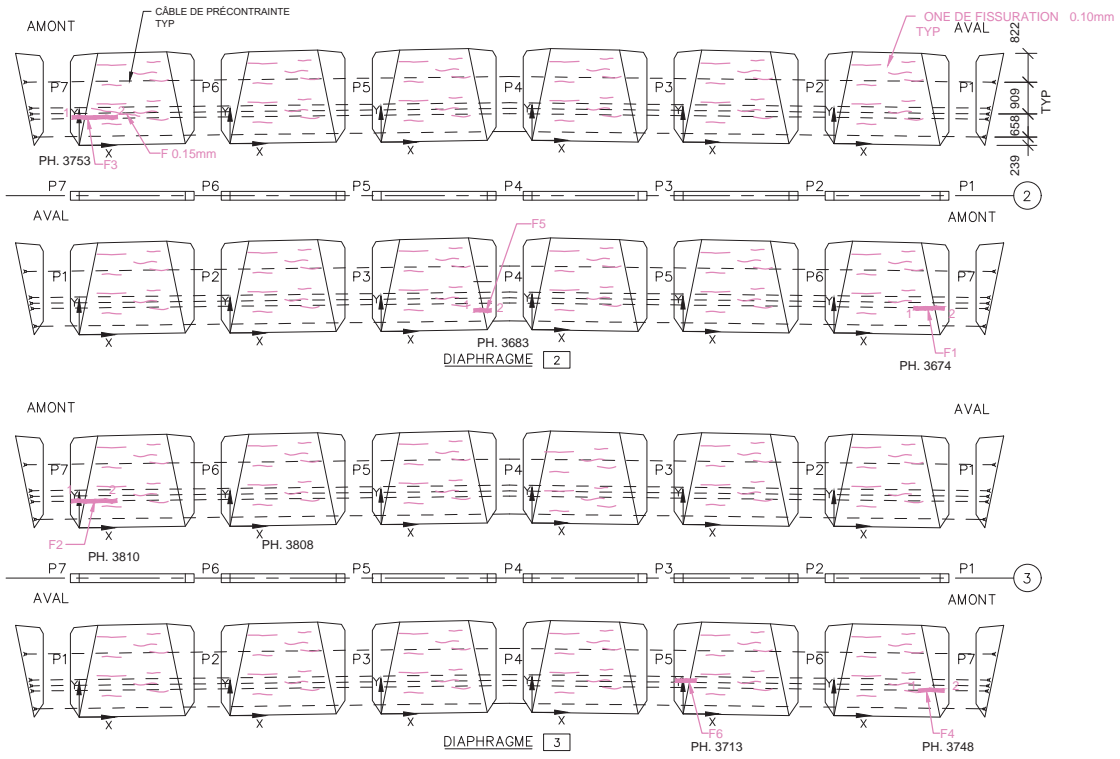 CÂBLE DE PRÉCONTRAINTE
TYP
ONE DE FISSURATION 0.10mm
TYP
AMONT
AVAL
822
909
658
239
TYP
P7
P6
P5
P4
P3
P2
P1
Y
Y
Y
Y
Y
Y
1
2
X
X
X
X
X
X
PH. 3753
F3
F 0.15mm
P7
P6
P5
P4
P3
P2
P1
2
AVAL
AMONT
F5
P1
P2
P3
P4
P5
P6
P7
Y
Y
Y
Y
Y
Y
2
1
2
X
X
X
X
X
X
PH. 3683
F1
PH. 3674
DIAPHRAGME 2
AMONT
AVAL
P7
P6
P5
P4
P3
P2
P1
Y
Y
Y
Y
Y
Y
X
X
X
X
X
X
F2
PH. 3810
PH. 3808
P7
P6
P5
P4
P3
P2
P1
3
AVAL
AMONT
P1
P2
P3
P4
P5
P6
P7
Y
Y
Y
Y
Y
Y
1
2
X
X
X
X
X
X
F6
F4
PH. 3713
PH. 3748
DIAPHRAGME 3